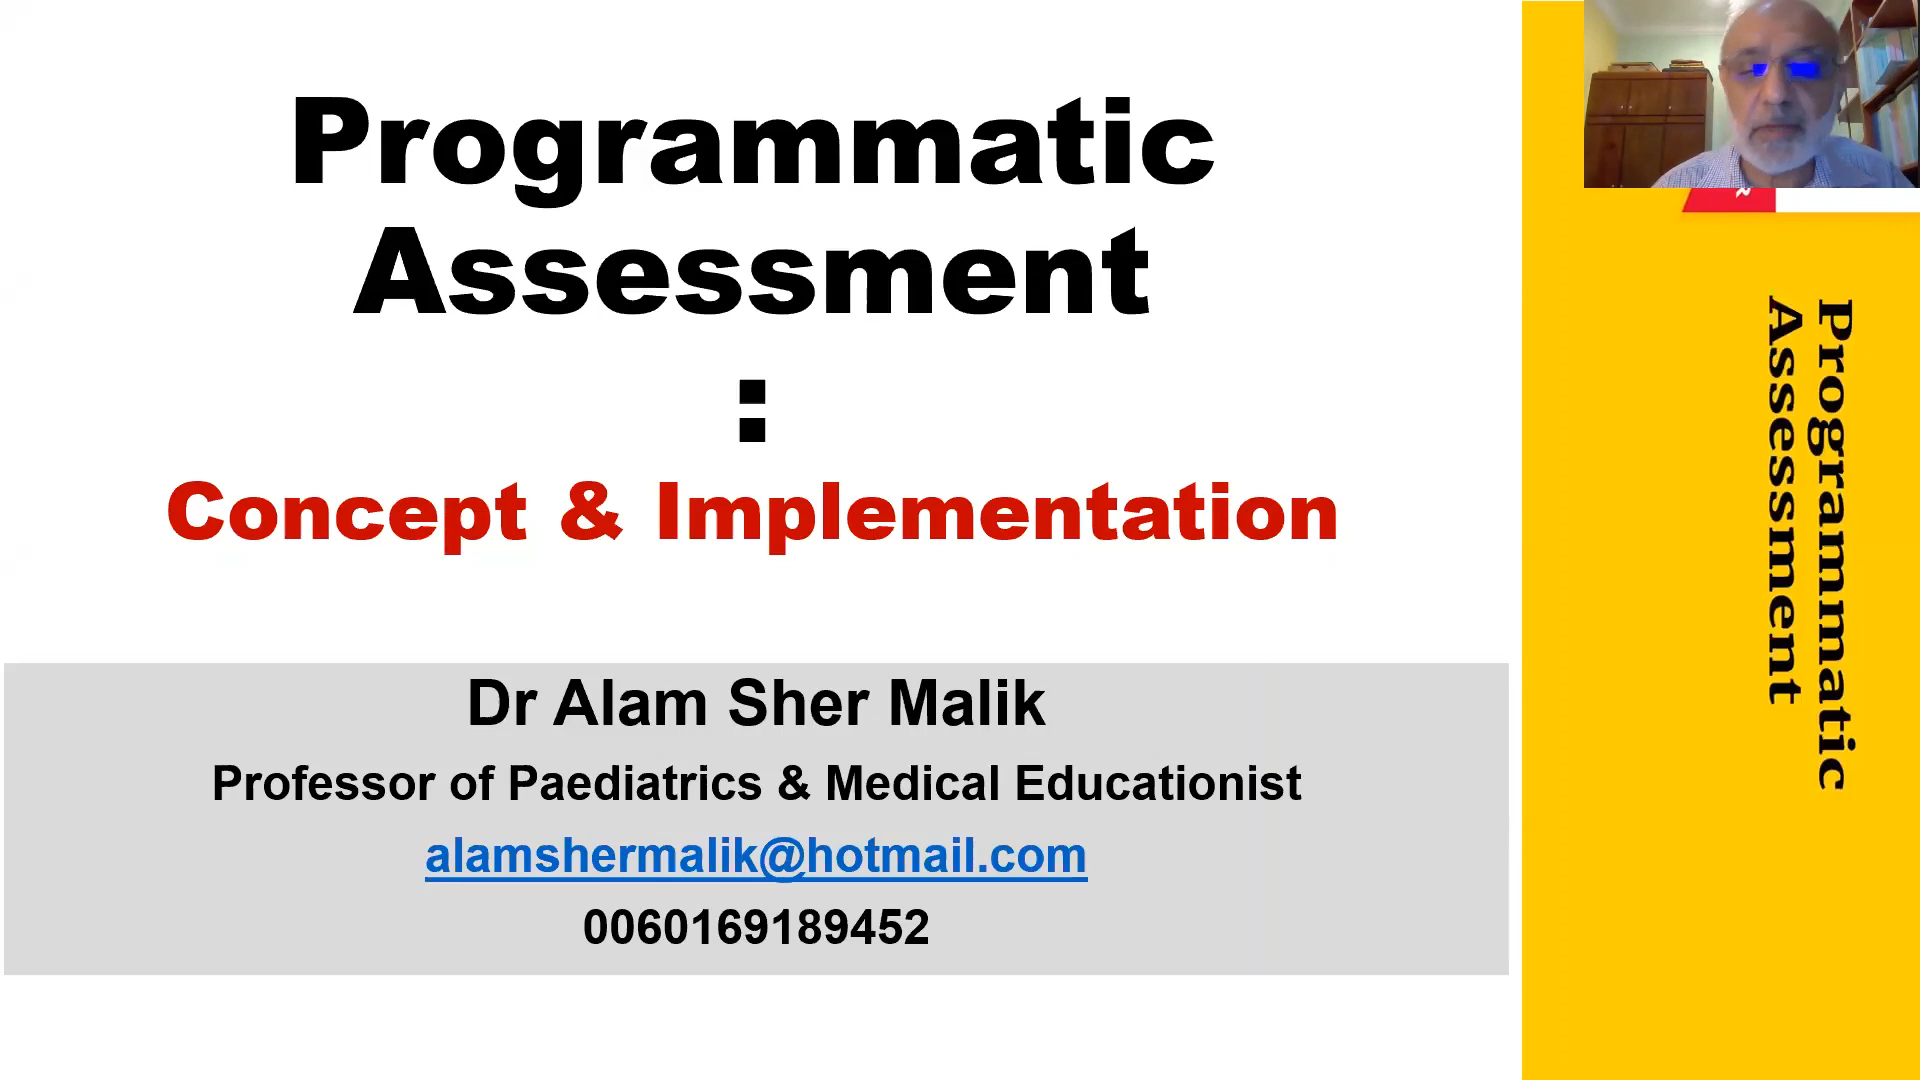 Programmatic
Assessment
:
Concept & Implementation
Dr Alam Sher Malik
Professor of Paediatrics & Medical Educationist
alamshermalik@hotmail.com
0060169189452
Programmatic
Assessment